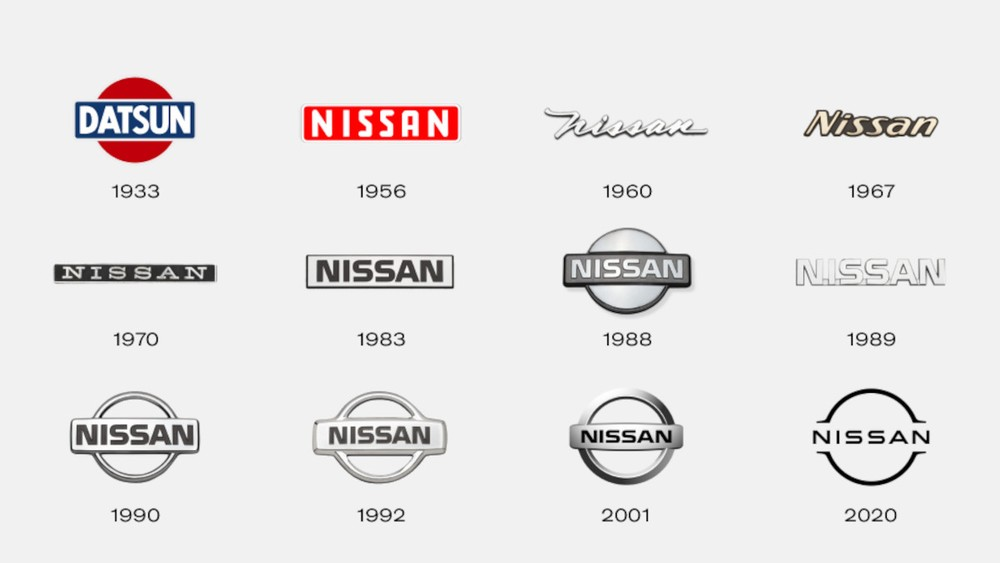 DATSUN
NISSAN
Nissan
Nissan
1933
1956
1960
1967
NISSAN
NISSAN
NISSAN
NISSAN
1970
1983
1988
1989
NISSAN
NISSAN
NISSAN
NISSAN
1990
1992
2001
2020